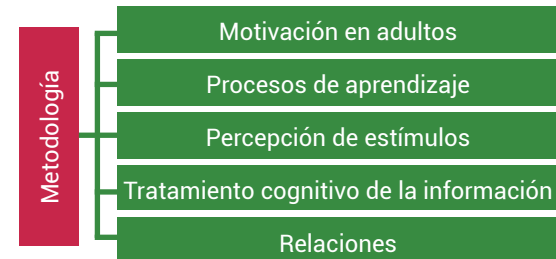 Metodología
Motivación en adultos
Procesos de aprendizaje
Percepción de estímulos
Tratamiento cognitivo de la información
Relaciones